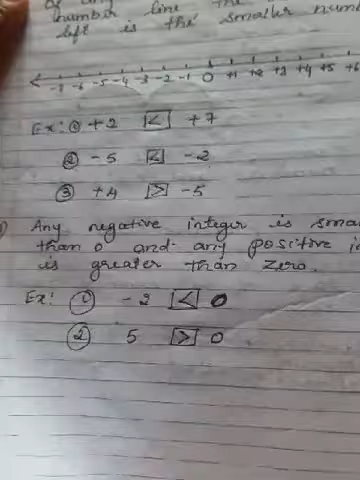 number line the
left is the smaller num
-7 -6 -5 -4 -3 -2 -1 0 +1 +2 +3 +4 +5 +6
Ex: ① +2 < +7
② -5 < -2
③ +4 > -5
Any negative integer is sma
than 0 and any positive i
is greater than zero.
Ex: ① -2 < 0
② 5 > 0